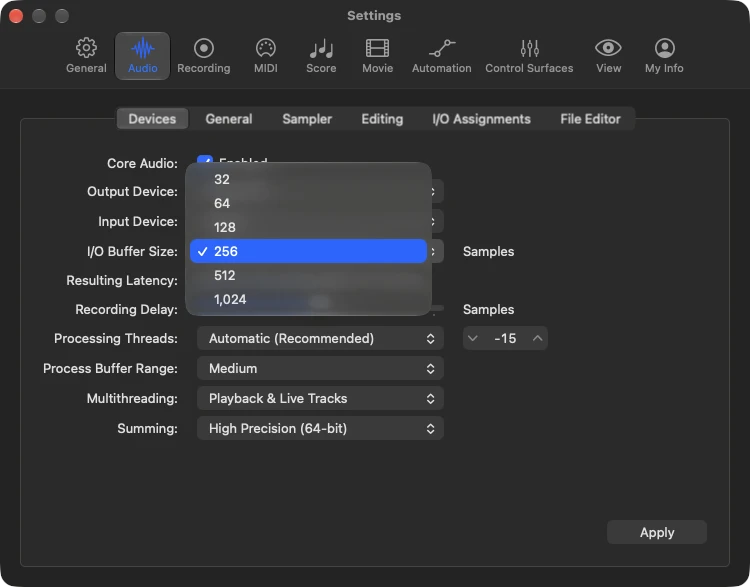 Settings
General Audio Recording MIDI Score Movie Automation Control Surfaces View My Info
Devices General Sampler Editing I/O Assignments File Editor
Core Audio: Enabled
32
Output Device:
64
Input Device:
128
I/O Buffer Size: ✓ 256 Samples
Resulting Latency: 512
Recording Delay: 1,024 Samples
Processing Threads: Automatic (Recommended) -15
Process Buffer Range: Medium
Multithreading: Playback & Live Tracks
Summing: High Precision (64-bit)
Apply